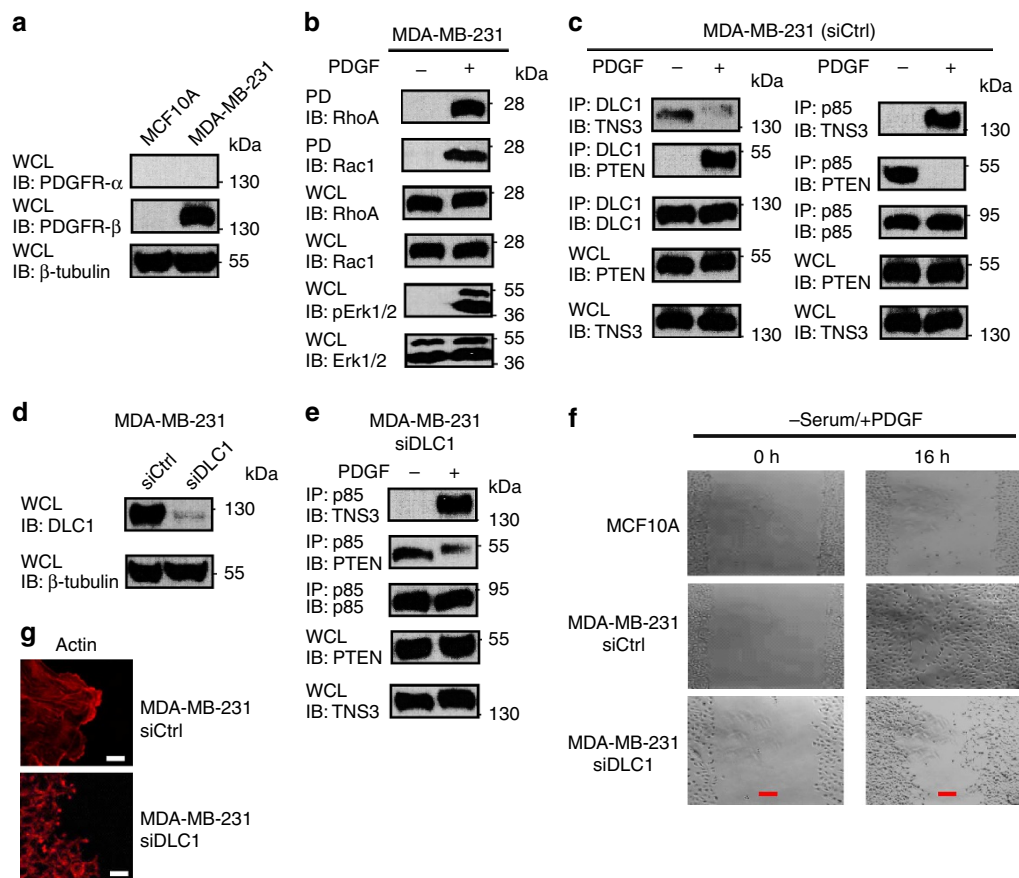 a
MCF10A
MDA-MB-231
kDa
WCL
IB: PDGFR-α
130
WCL
IB: PDGFR-β
130
WCL
IB: β-tubulin
55
b
MDA-MB-231
PDGF – +
kDa
PD
IB: RhoA
28
PD
IB: Rac1
28
WCL
IB: RhoA
28
WCL
IB: Rac1
28
WCL
IB: pErk1/2
55
36
WCL
IB: Erk1/2
55
36
c
MDA-MB-231 (siCtrl)
PDGF – +
kDa
IP: DLC1
IB: TNS3
130
IP: DLC1
IB: PTEN
55
IP: DLC1
IB: DLC1
130
WCL
IB: PTEN
55
WCL
IB: TNS3
130
PDGF – +
kDa
IP: p85
IB: TNS3
130
IP: p85
IB: PTEN
55
IP: p85
IB: p85
95
WCL
IB: PTEN
55
WCL
IB: TNS3
130
d
MDA-MB-231
siCtrl
siDLC1
kDa
WCL
IB: DLC1
130
WCL
IB: β-tubulin
55
e
MDA-MB-231
siDLC1
PDGF – +
kDa
IP: p85
IB: TNS3
130
IP: p85
IB: PTEN
55
IP: p85
IB: p85
95
WCL
IB: PTEN
55
WCL
IB: TNS3
130
f
–Serum/+PDGF
0 h 16 h
MCF10A
MDA-MB-231
siCtrl
MDA-MB-231
siDLC1
g
Actin
MDA-MB-231
siCtrl
MDA-MB-231
siDLC1